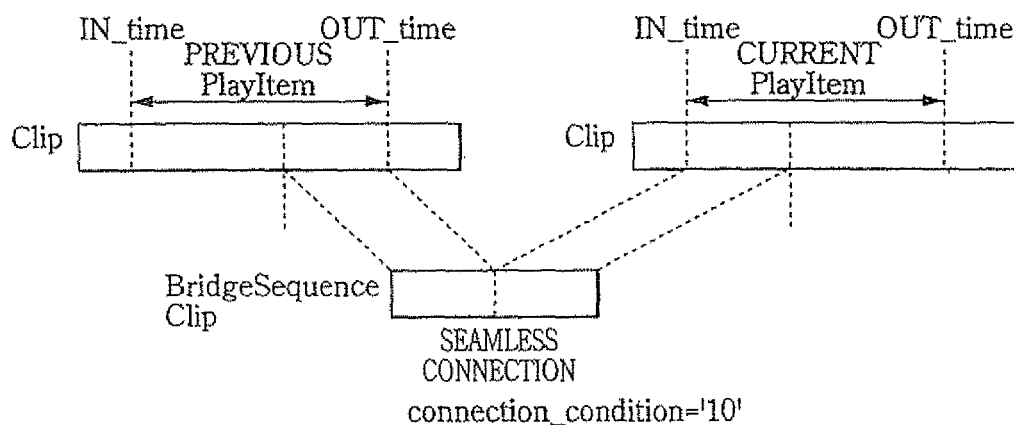 IN_time
OUT_time
PREVIOUS
PlayItem
Clip
IN_time
OUT_time
CURRENT
PlayItem
Clip
BridgeSequence
Clip
SEAMLESS
CONNECTION
connection_condition='10'